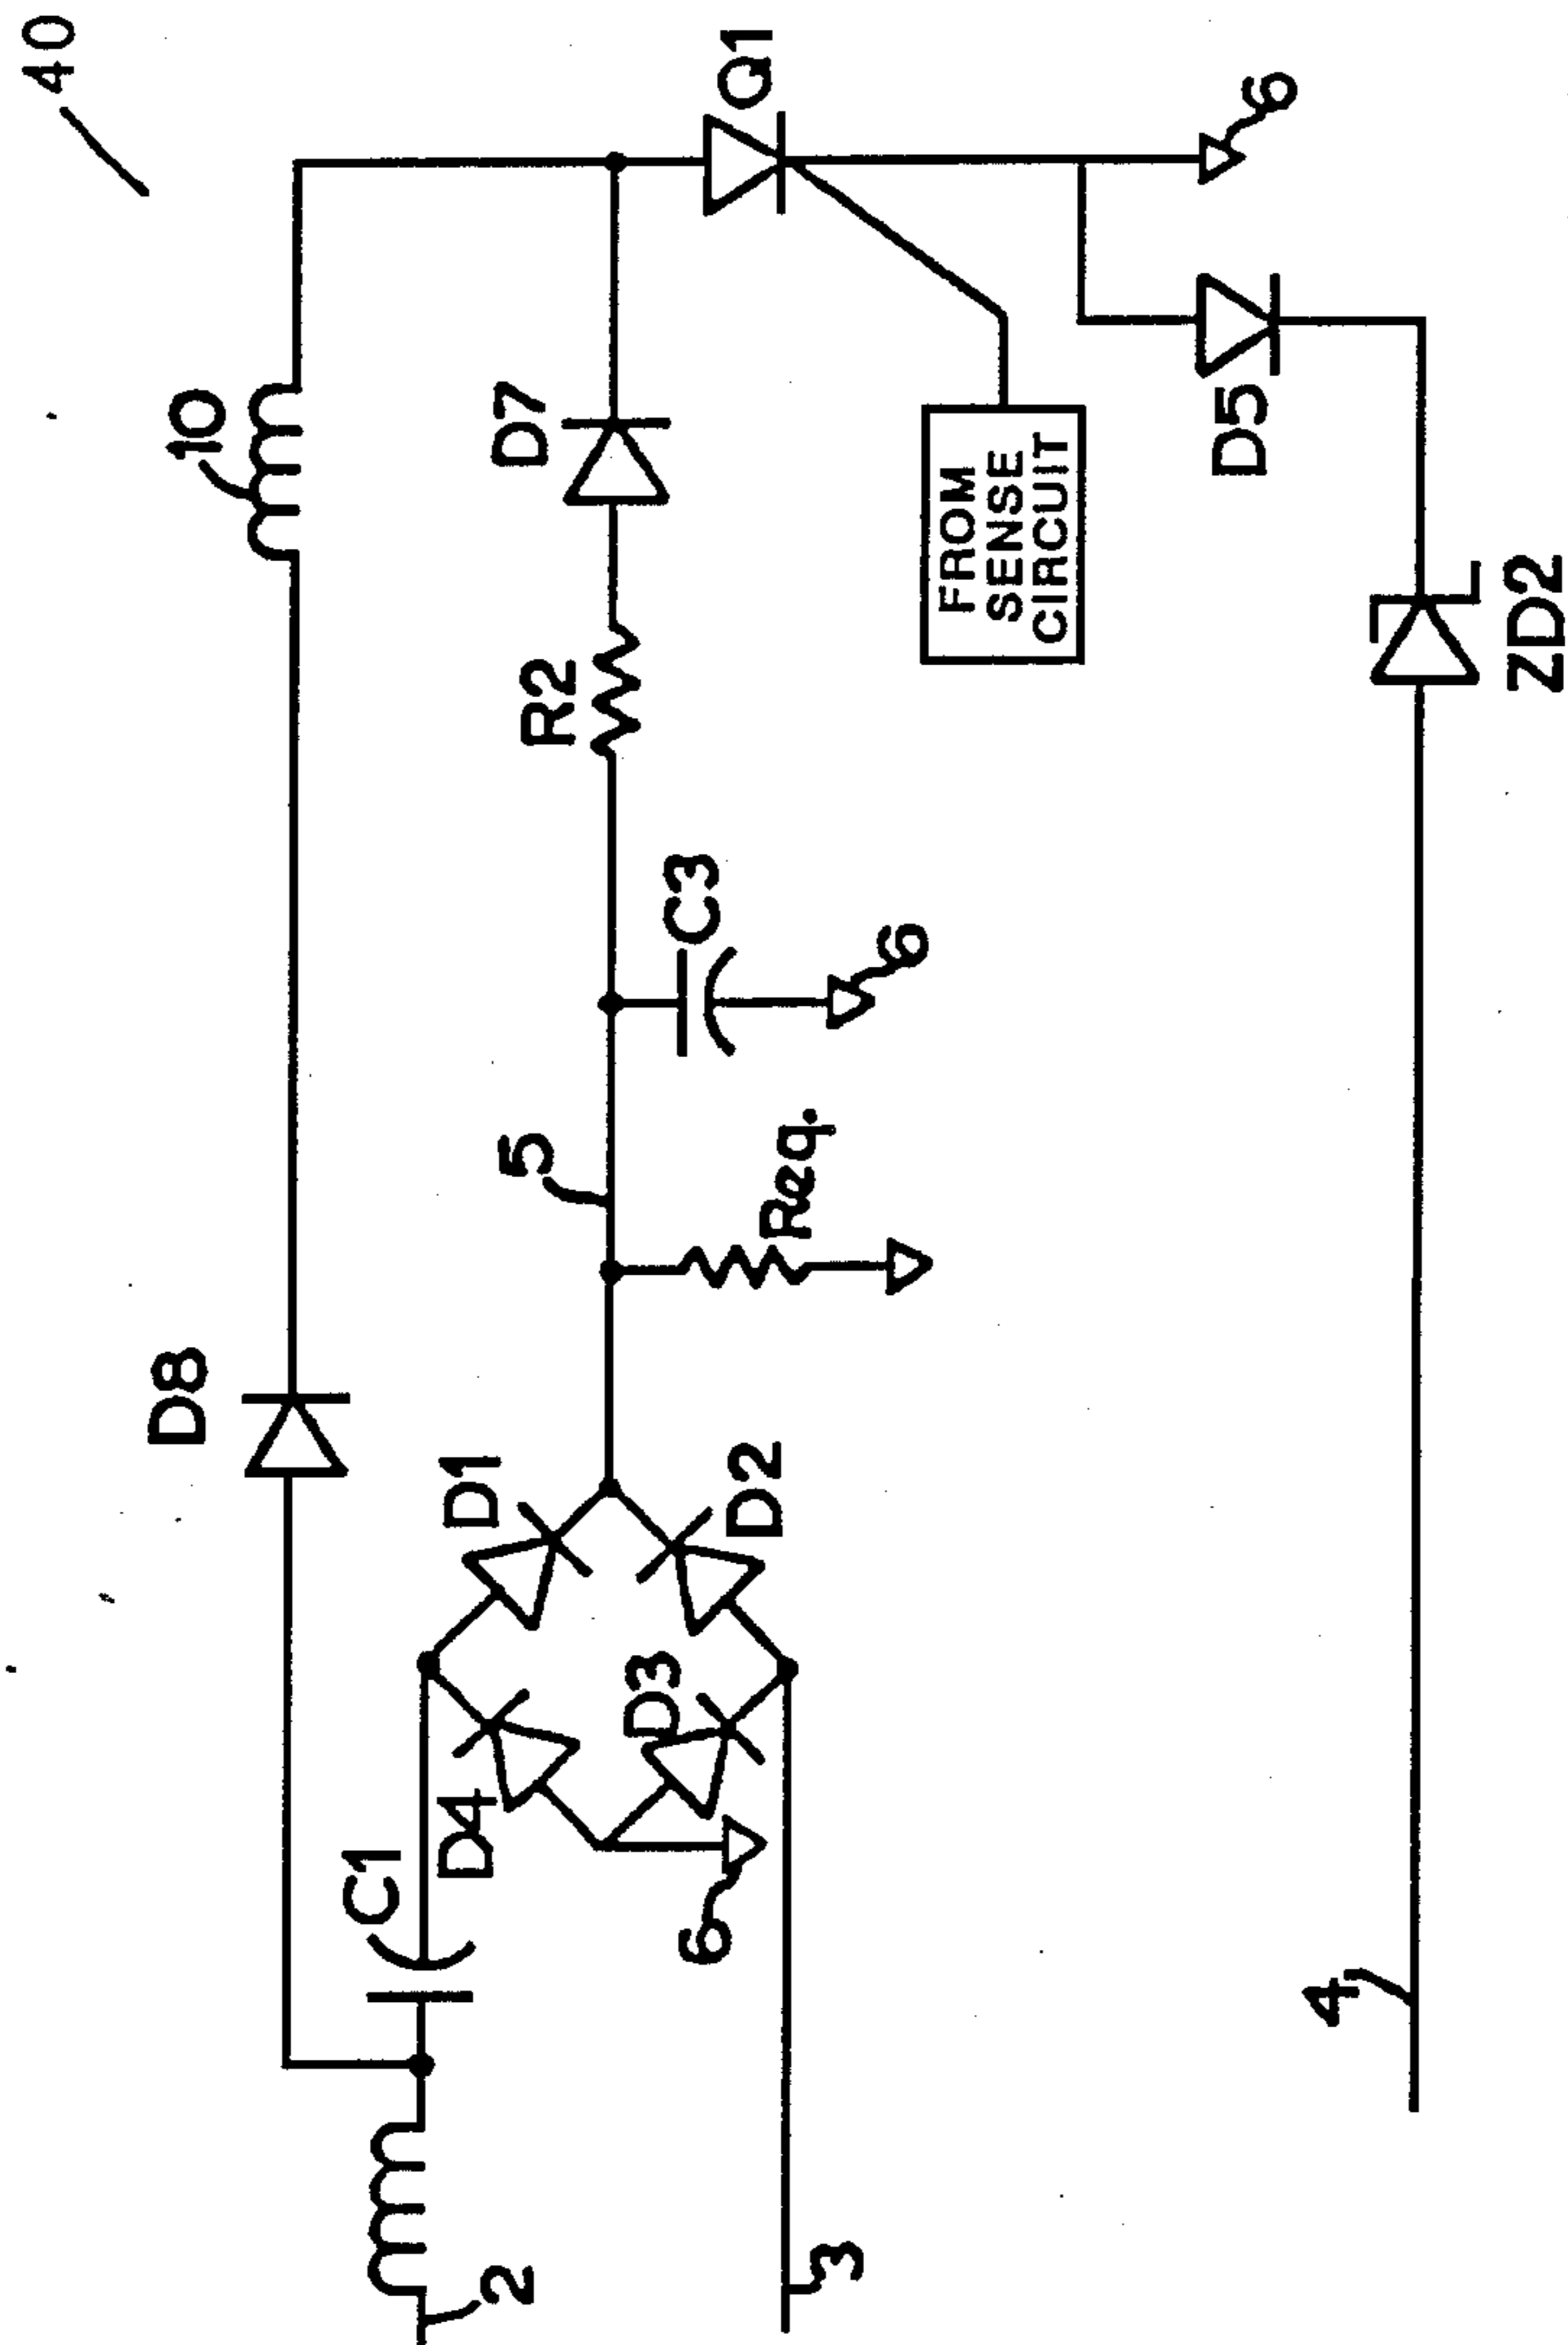 40
10
Q1
D8
D7
R2
5
C3
6
Req.
D1
D2
D3
D4
C1
6
2
3
FROM
SENSE
CIRCUIT
6
D5
ZD2
4